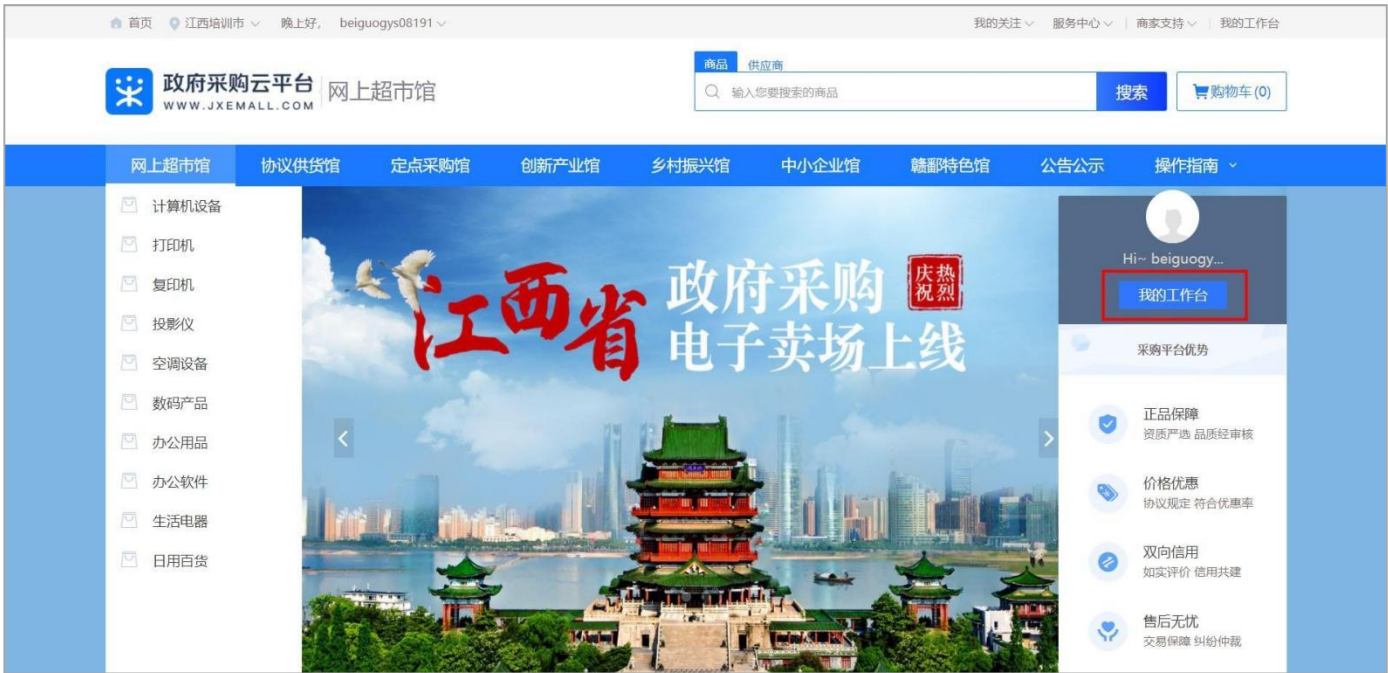 首页 江西培训市 晚上好, beiguogys08191 我的关注 服务中心 商家支持 我的工作台
政府采购云平台
WWW.JXEMALL.COM
网上超市馆
商品 供应商
输入您要搜索的商品 搜索 购物车(0)
网上超市馆 协议供货馆 定点采购馆 创新产业馆 乡村振兴馆 中小企业馆 赣鄱特色馆 公告公示 操作指南
计算机设备
打印机
复印机
投影仪
空调设备
数码产品
办公用品
办公软件
生活电器
日用百货
江西省
政府采购
电子卖场上线
热烈
庆祝
Hi~ beiguogy...
我的工作台
采购平台优势
正品保障
资质严选 品质经审核
价格优惠
协议规定 符合优惠率
双向信用
如实评价 信用共建
售后无忧
交易保障 纠纷仲裁